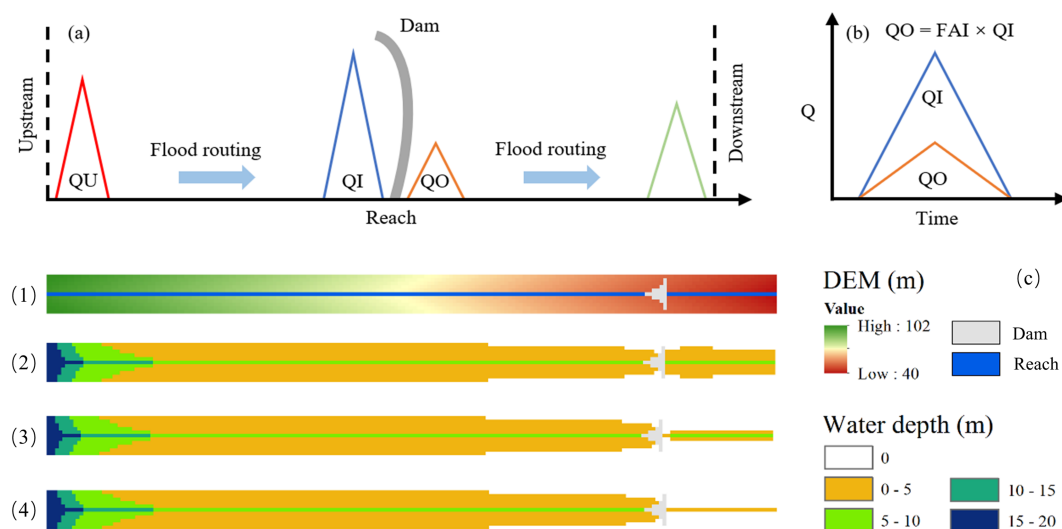 (a)
Dam
Upstream
QU
Flood routing
QI
QO
Flood routing
Downstream
Reach
(b)
QO = FAI × QI
Q
QI
QO
Time
(1)
(2)
(3)
(4)
DEM (m)
(c)
Value
High : 102
Low : 40
Dam
Reach
Water depth (m)
0
0 - 5
5 - 10
10 - 15
15 - 20